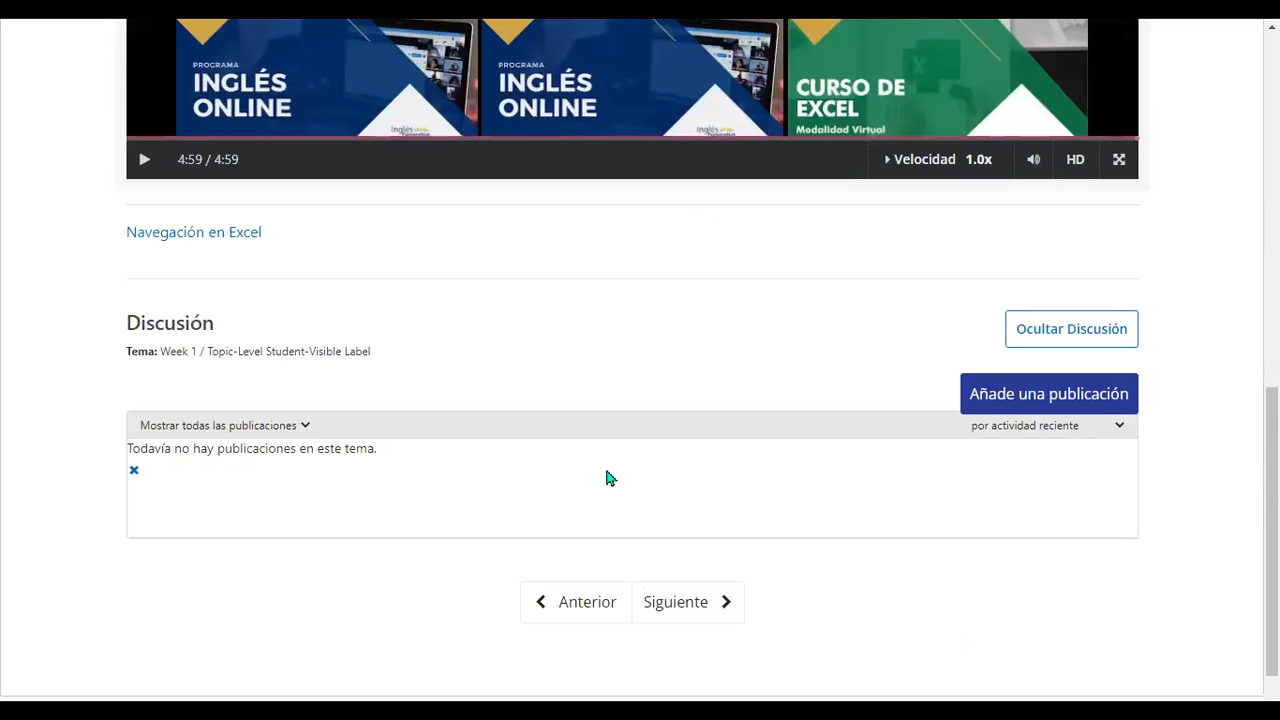 PROGRAMA
INGLÉS
ONLINE
PROGRAMA
INGLÉS
ONLINE
CURSO DE
EXCEL
Modalidad Virtual
4:59 / 4:59
Velocidad 1.0x
HD
Navegación en Excel
Discusión
Ocultar Discusión
Tema: Week 1 / Topic-Level Student-Visible Label
Añade una publicación
Mostrar todas las publicaciones
por actividad reciente
Todavía no hay publicaciones en este tema.
Anterior
Siguiente